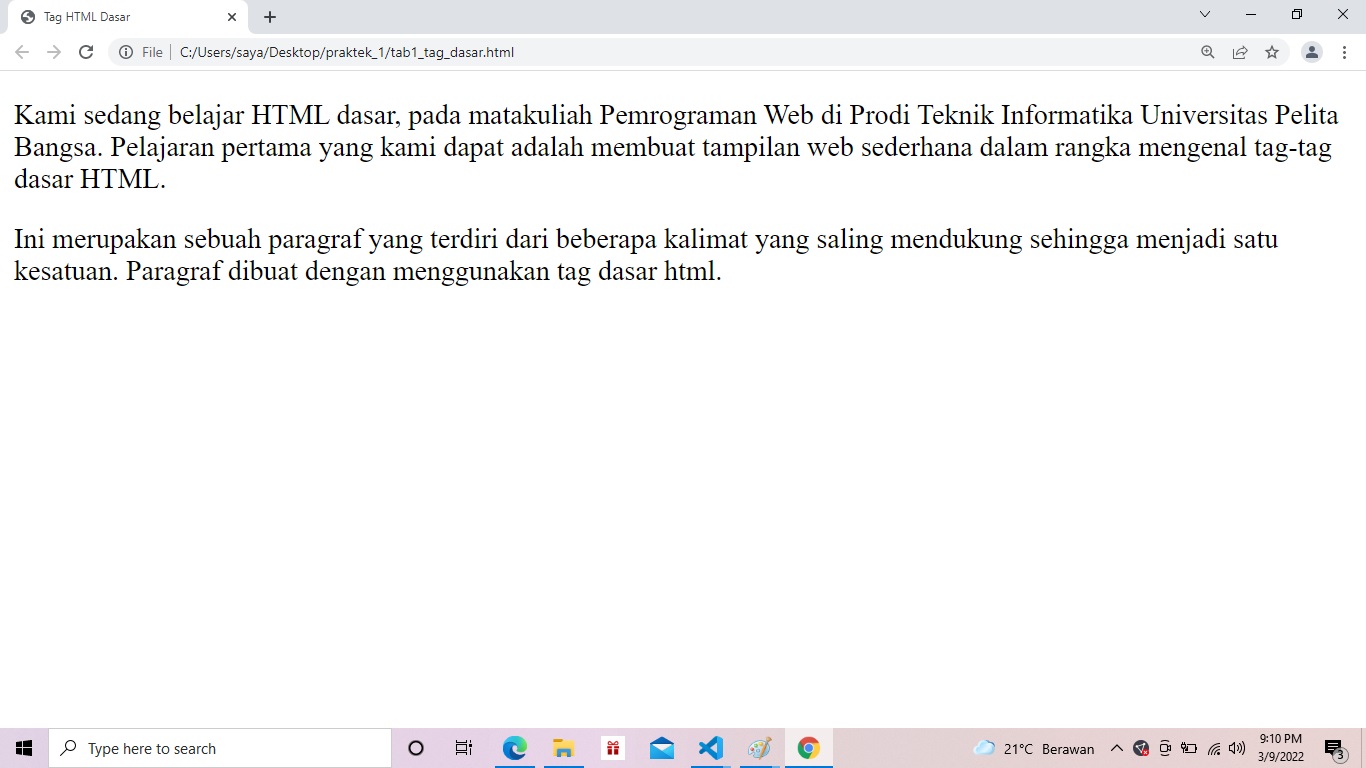 Tag HTML Dasar
File
C:/Users/saya/Desktop/praktek_1/tab1_tag_dasar.html
Kami sedang belajar HTML dasar, pada matakuliah Pemrograman Web di Prodi Teknik Informatika Universitas Pelita
Bangsa. Pelajaran pertama yang kami dapat adalah membuat tampilan web sederhana dalam rangka mengenal tag-tag
dasar HTML.
Ini merupakan sebuah paragraf yang terdiri dari beberapa kalimat yang saling mendukung sehingga menjadi satu
kesatuan. Paragraf dibuat dengan menggunakan tag dasar html.
Type here to search
21°C Berawan
9:10 PM
3/9/2022
3